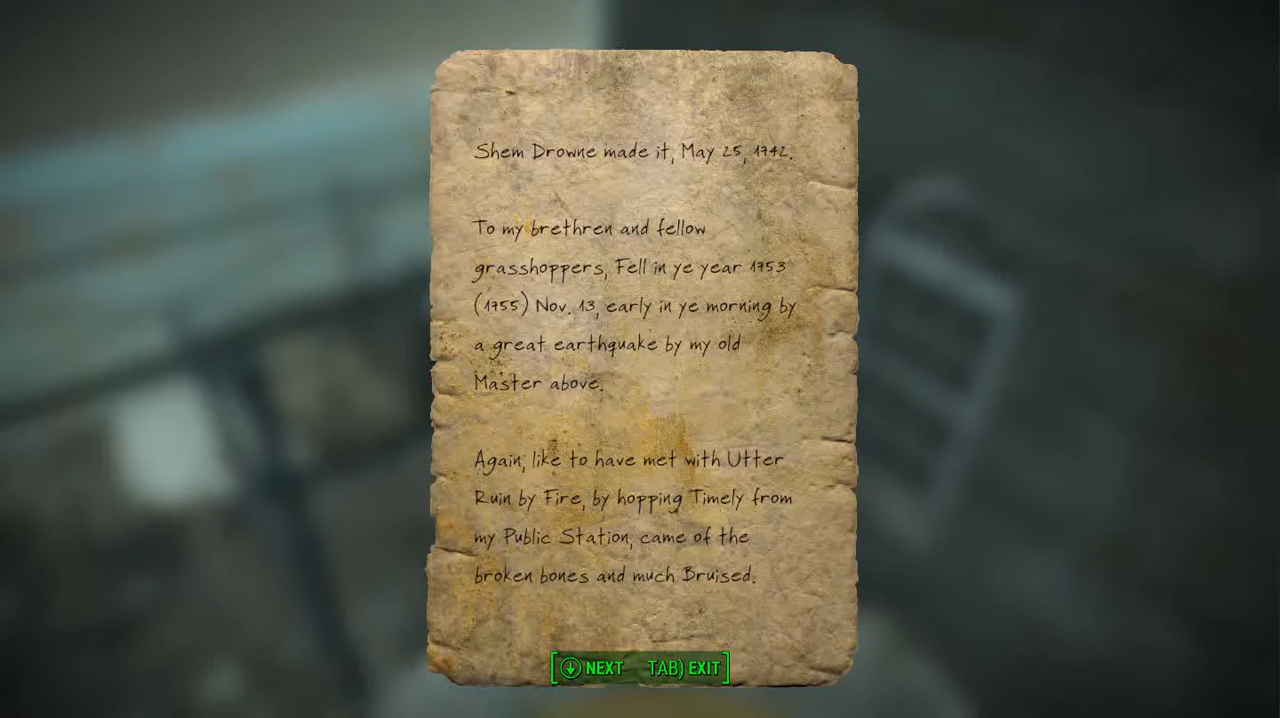 Shem Drowne made it, May 25, 1742.
To my brethren and fellow
grasshoppers, Fell in ye year 1753
(1755) Nov. 13, early in ye morning by
a great earthquake by my old
Master above.
Again, like to have met with Utter
Ruin by Fire, by hopping Timely from
my Public Station, came of the
broken bones and much Bruised.
NEXT TAB) EXIT